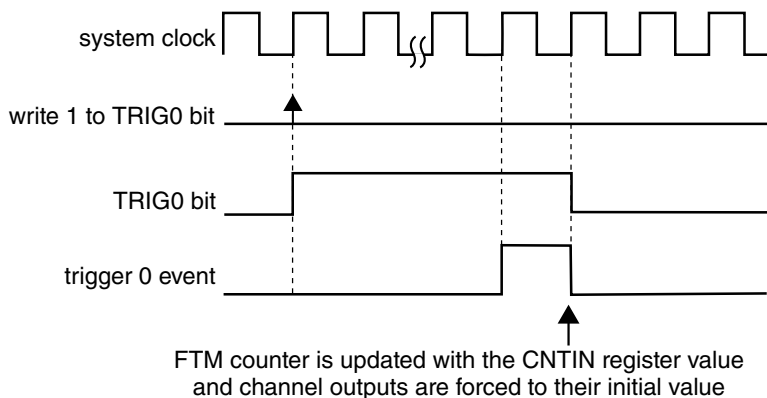 system clock
write 1 to TRIG0 bit
TRIG0 bit
trigger 0 event
FTM counter is updated with the CNTIN register value
and channel outputs are forced to their initial value